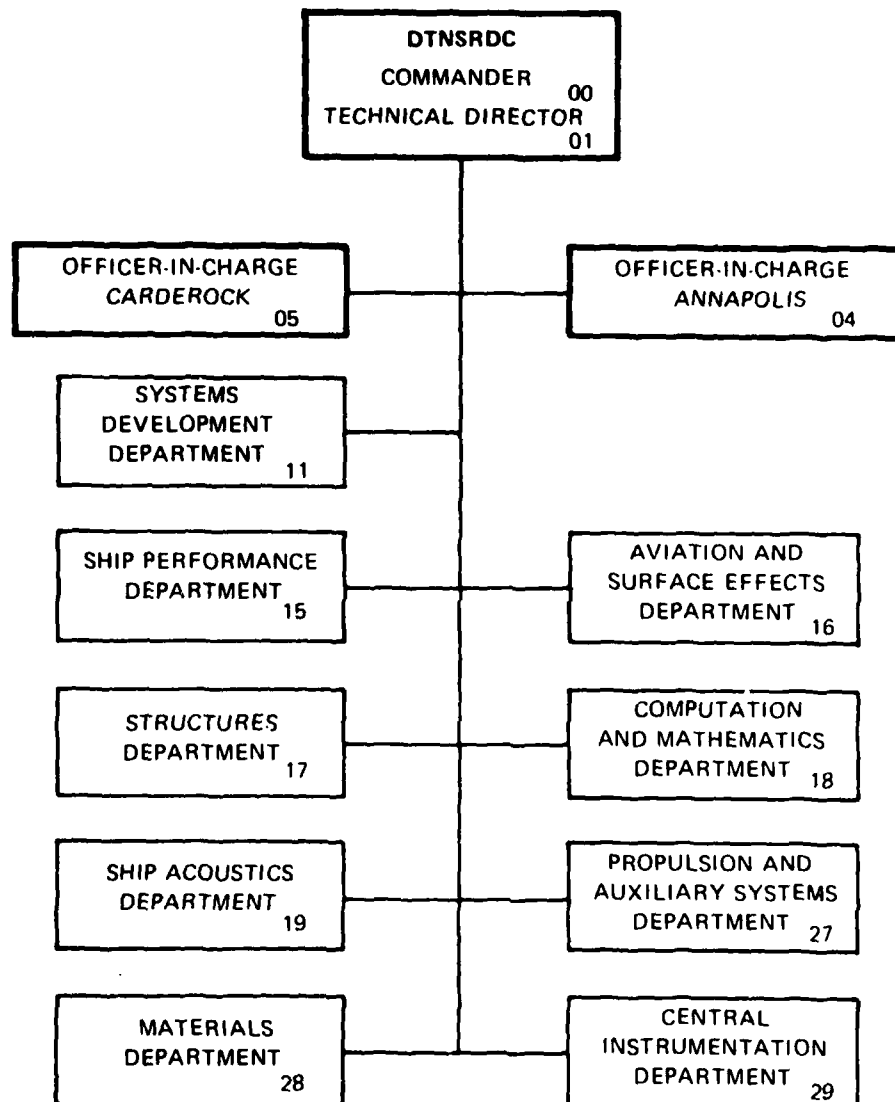 DTNSRDC
COMMANDER
00
TECHNICAL DIRECTOR
01
OFFICER-IN-CHARGE
CARDEROCK
05
OFFICER-IN-CHARGE
ANNAPOLIS
04
SYSTEMS
DEVELOPMENT
DEPARTMENT
11
SHIP PERFORMANCE
DEPARTMENT
15
AVIATION AND
SURFACE EFFECTS
DEPARTMENT
16
STRUCTURES
DEPARTMENT
17
COMPUTATION
AND MATHEMATICS
DEPARTMENT
18
SHIP ACOUSTICS
DEPARTMENT
19
PROPULSION AND
AUXILIARY SYSTEMS
DEPARTMENT
27
MATERIALS
DEPARTMENT
28
CENTRAL
INSTRUMENTATION
DEPARTMENT
29